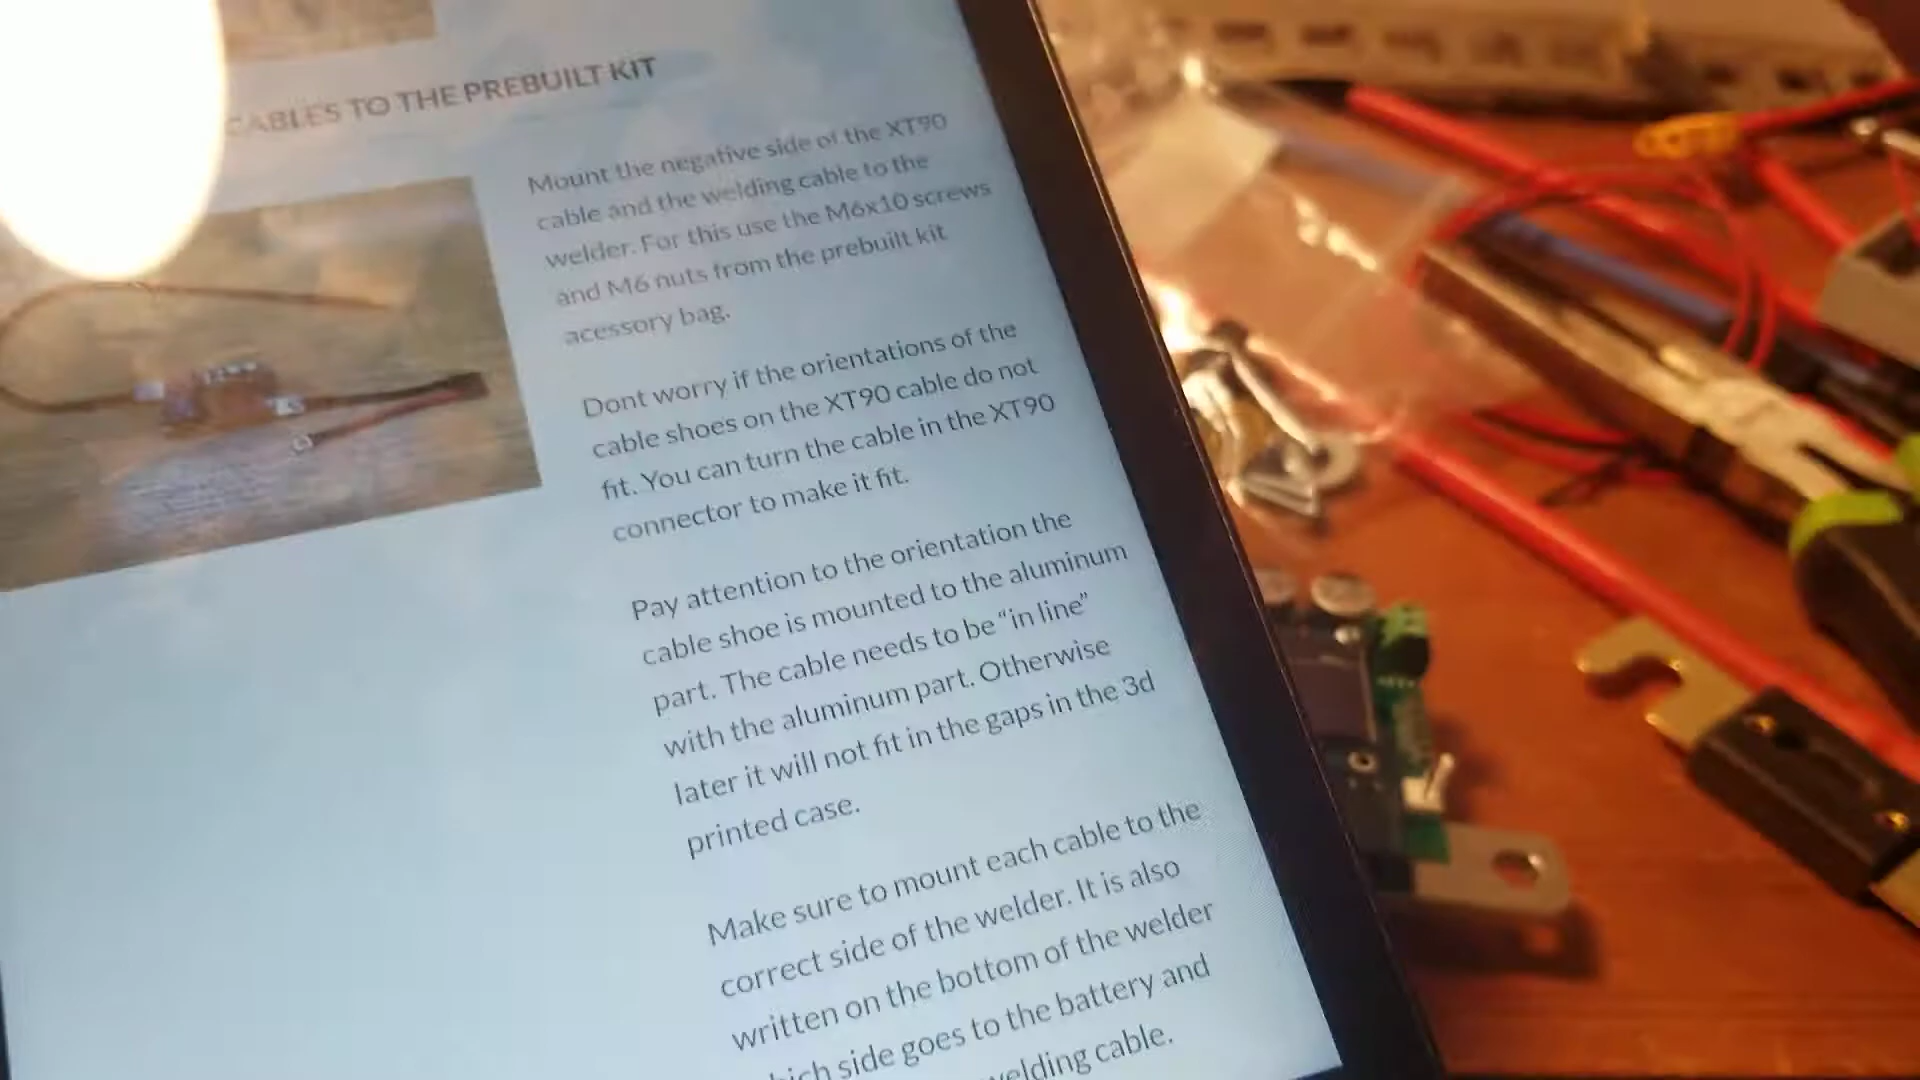 CABLES TO THE PREBUILT KIT
Mount the negative side of the XT90
cable and the welding cable to the
welder. For this use the M6x10 screws
and M6 nuts from the prebuilt kit
acessory bag.
Dont worry if the orientations of the
cable shoes on the XT90 cable do not
fit. You can turn the cable in the XT90
connector to make it fit.
Pay attention to the orientation the
cable shoe is mounted to the aluminum
part. The cable needs to be “in line”
with the aluminum part. Otherwise
later it will not fit in the gaps in the 3d
printed case.
Make sure to mount each cable to the
correct side of the welder. It is also
written on the bottom of the welder
side goes to the battery and
cable.